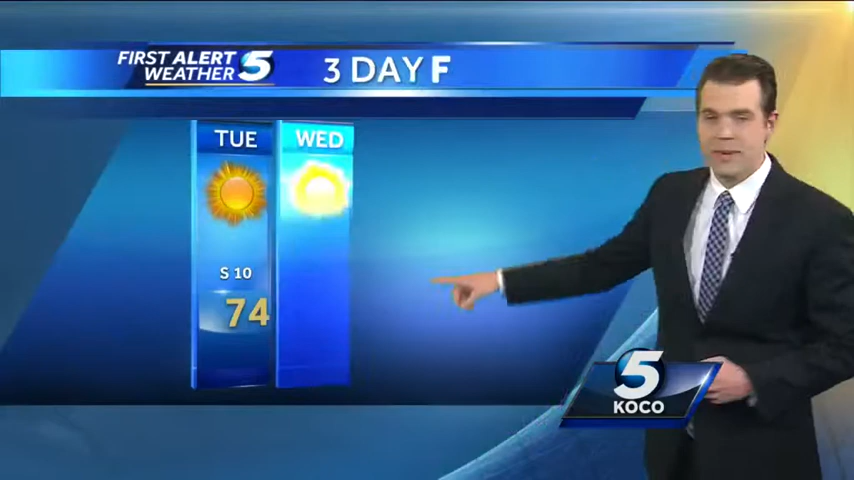 FIRST ALERT
WEATHER 5
3 DAY F
TUE
WED
S 10
74
5
KOCO